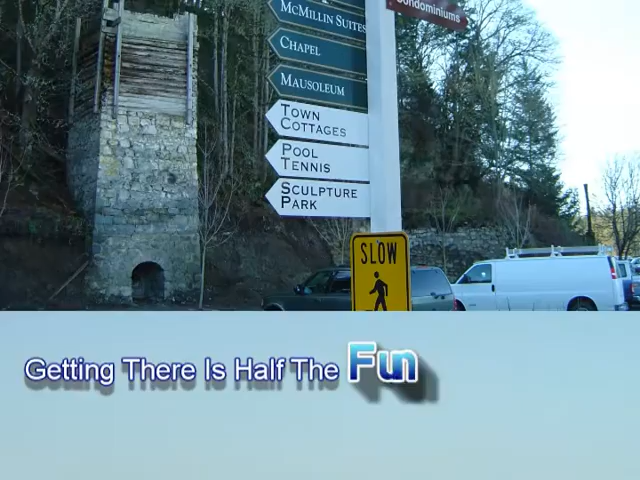 Condominiums
McMillin Suites
Chapel
Mausoleum
Town
Cottages
Pool
Tennis
Sculpture
Park
SLOW
Getting There Is Half The Fun